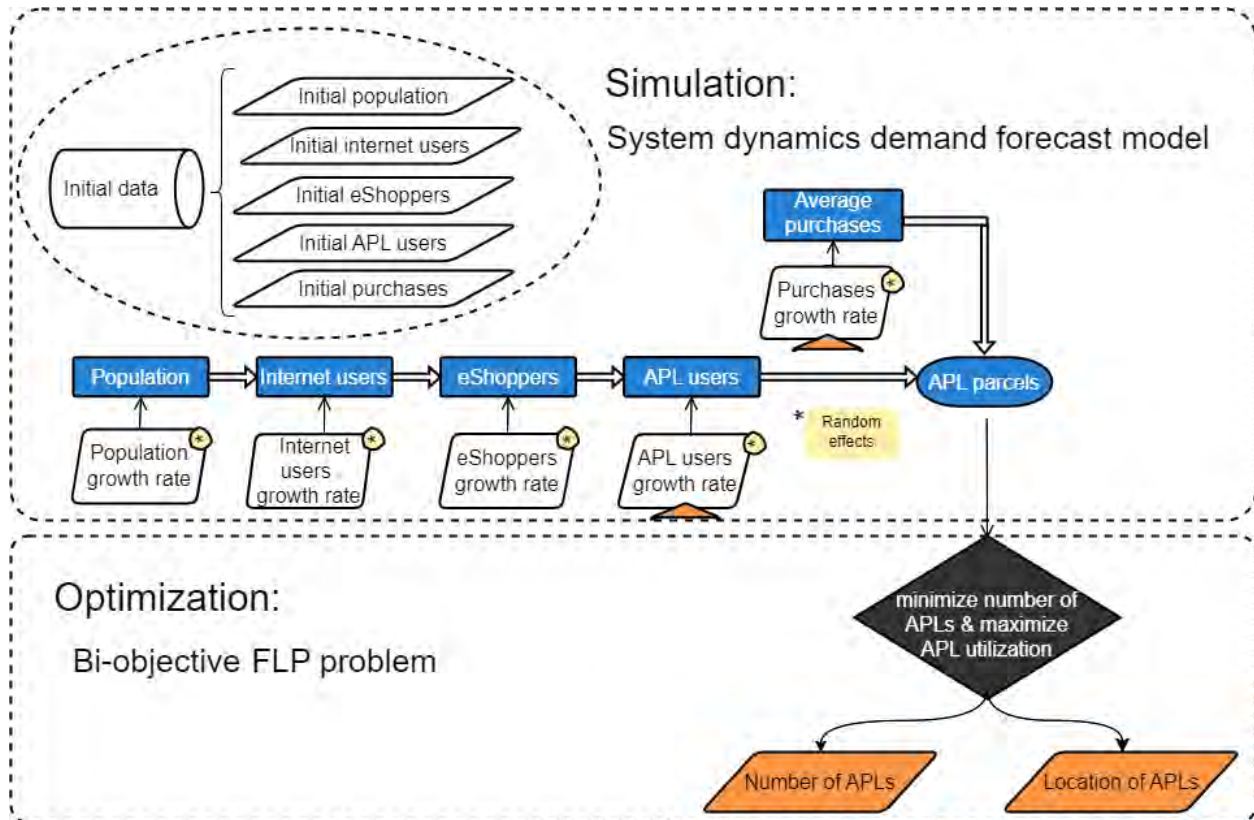 Simulation:
System dynamics demand forecast model
Initial data
Initial population
Initial internet users
Initial eShoppers
Initial APL users
Initial purchases
Average
purchases
Purchases
growth rate
*
Population
Internet users
eShoppers
APL users
APL parcels
Population
growth rate
*
Internet
users
growth rate
*
eShoppers
growth rate
*
APL users
growth rate
*
* Random
effects
Optimization:
Bi-objective FLP problem
minimize number of
APLs & maximize
APL utilization
Number of APLs
Location of APLs